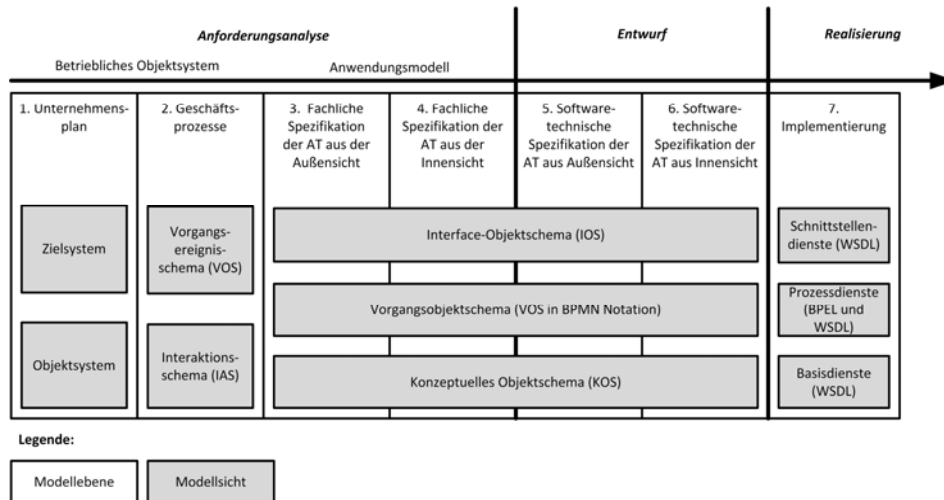 Anforderungsanalyse
Entwurf
Realisierung
Betriebliches Objektsystem
Anwendungsmodell
1. Unternehmens-
plan
2. Geschäfts-
prozesse
3. Fachliche
Spezifikation
der AT aus der
Außensicht
4. Fachliche
Spezifikation der
AT aus der
Innensicht
5. Software-
technische
Spezifikation der
AT aus Außensicht
6. Software-
technische
Spezifikation der
AT aus Innensicht
7.
Implementierung
Zielsystem
Vorgangs-
ereignis-
schema (VOS)
Interface-Objektschema (IOS)
Schnittstellen-
dienste (WSDL)
Vorgangsobjektschema (VOS in BPMN Notation)
Prozessdienste
(BPEL und
WSDL)
Objektsystem
Interaktions-
schema (IAS)
Konzeptuelles Objektschema (KOS)
Basisdienste
(WSDL)
Legende:
Modellebene
Modellsicht